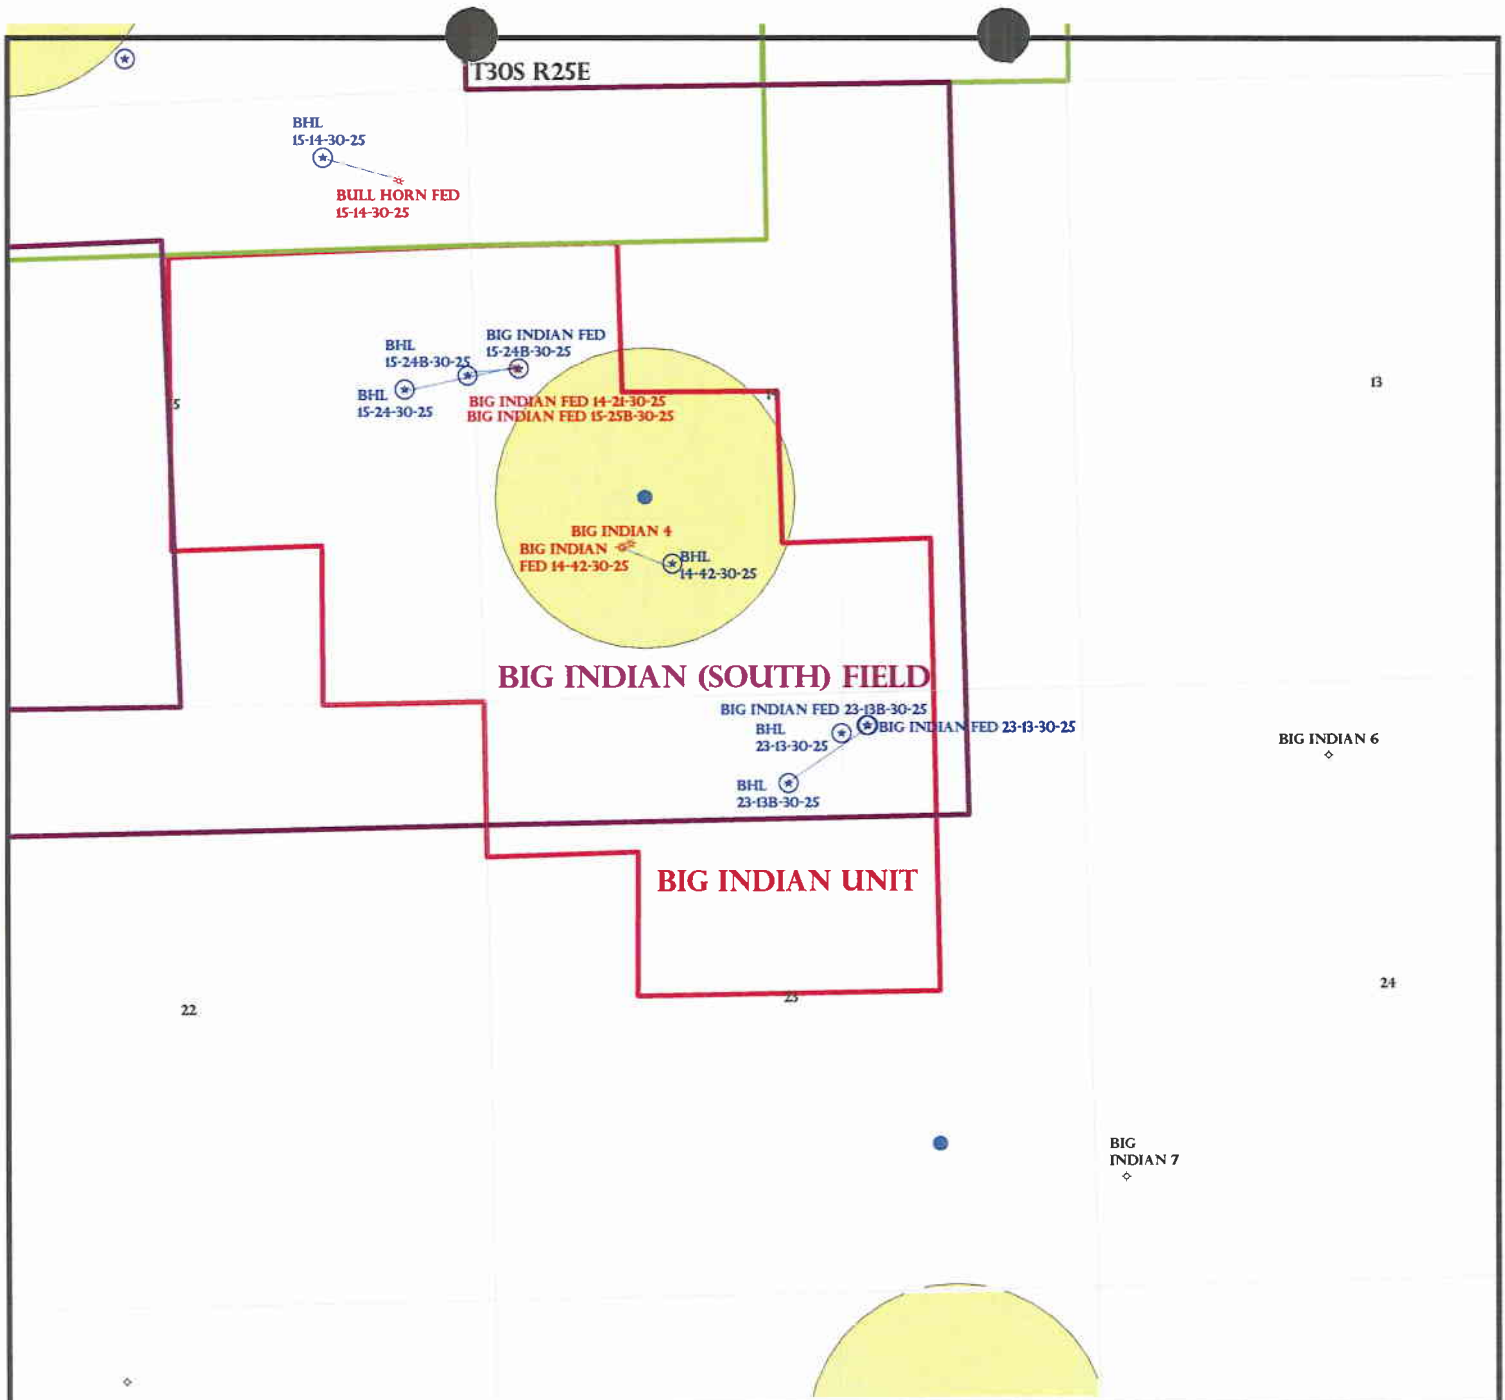 T30S R25E
BHL
15-14-30-25
BULL HORN FED
15-14-30-25
BIG INDIAN FED
15-24B-30-25
BHL
15-24B-30-25
BHL
15-24-30-25
BIG INDIAN FED 14-21-30-25
BIG INDIAN FED 15-25B-30-25
13
BIG INDIAN 4
BIG INDIAN
FED 14-42-30-25
BHL
14-42-30-25
BIG INDIAN (SOUTH) FIELD
BIG INDIAN FED 23-13B-30-25
BIG INDIAN FED 23-13-30-25
BHL
23-13-30-25
BHL
23-13B-30-25
BIG INDIAN 6
BIG INDIAN UNIT
22
23
24
BIG
INDIAN 7